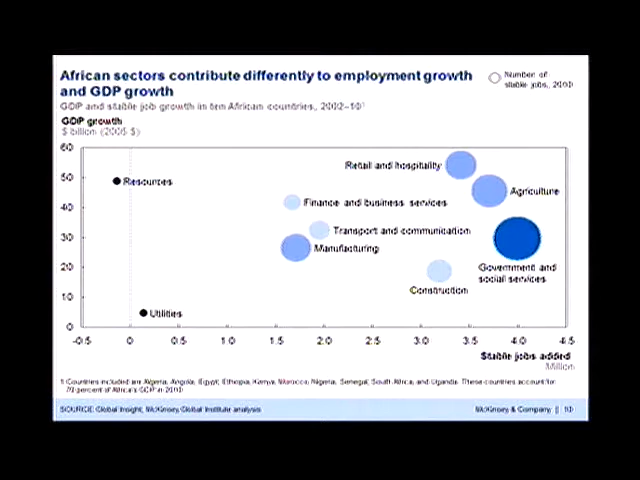 African sectors contribute differently to employment growth
and GDP growth
Number of
stable jobs, 2010
GDP and stable job growth in ten African countries, 2002–10¹
GDP growth
$ billion (2005 $)
60
50
40
30
20
10
0
Retail and hospitality
Resources
Agriculture
Finance and business services
Transport and communication
Manufacturing
Government and
social services
Construction
Utilities
-0.5 0 0.5 1.0 1.5 2.0 2.5 3.0 3.5 4.0 4.5
Stable jobs added
Million
1 Countries included are Algeria, Angola, Egypt, Ethiopia, Kenya, Morocco, Nigeria, Senegal, South Africa, and Uganda. These countries account for
percent of Africa's GDP in 2010
SOURCE: Global Insight; McKinsey Global Institute analysis
McKinsey & Company |